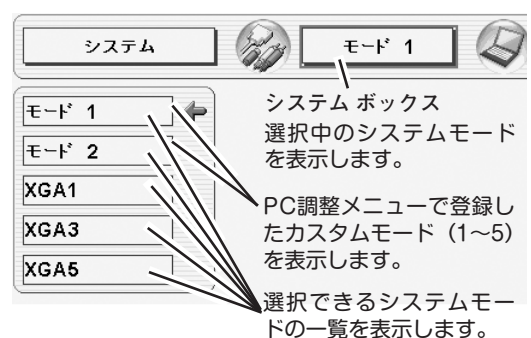 システム
モード 1
モード 1
モード 2
XGA1
XGA3
XGA5
システム ボックス
選択中のシステムモード
を表示します。
PC調整メニューで登録し
たカスタムモード（1〜5）
を表示します。
選択できるシステムモー
ドの一覧を表示します。